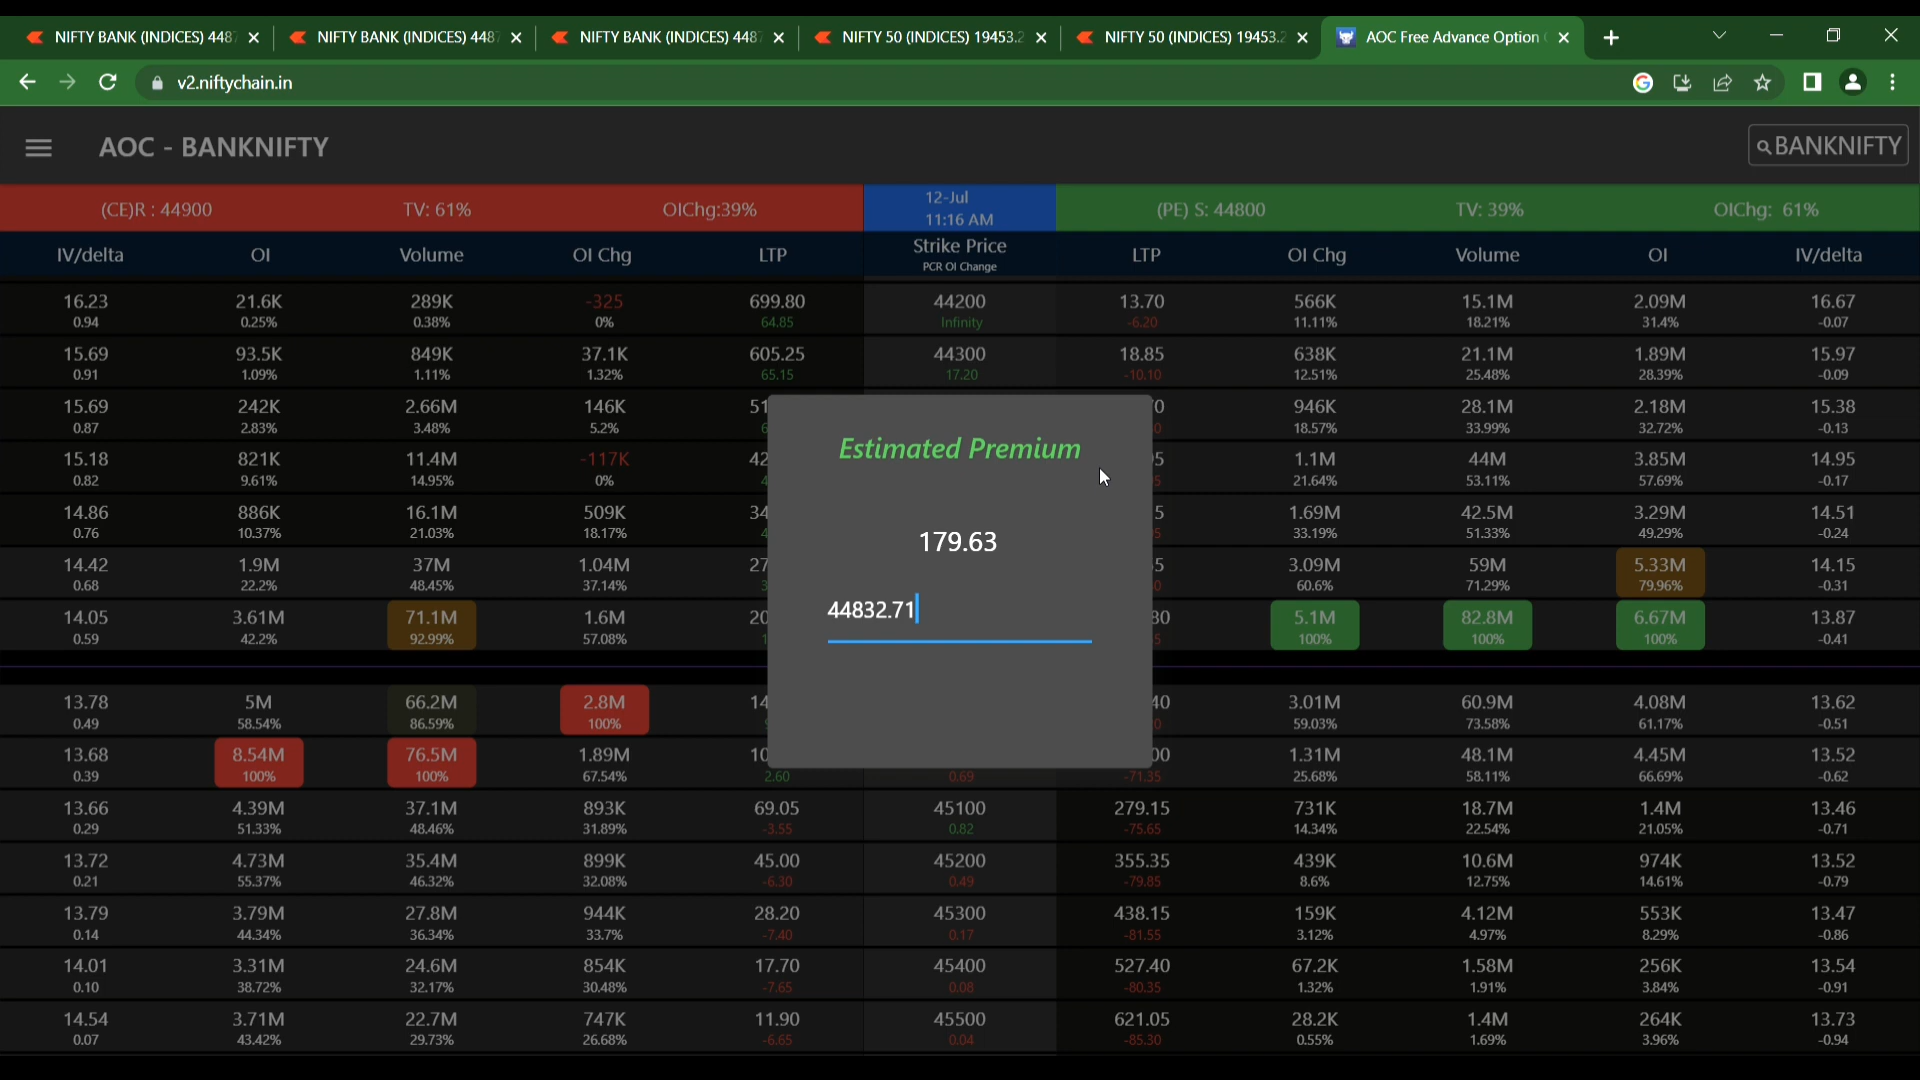 NIFTY BANK (INDICES) 448 NIFTY BANK (INDICES) 448 NIFTY BANK (INDICES) 448 NIFTY 50 (INDICES) 19453.2 NIFTY 50 (INDICES) 19453. AOC Free Advance Option
v2.niftychain.in
AOC - BANKNIFTY BANKNIFTY
(CE)R : 44900 TV: 61% OIChg:39% 12-Jul (PE) S: 44800 TV: 39% OIChg: 61%
11:16 AM
IV/delta OI Volume OI Chg LTP Strike Price LTP OI Chg Volume OI IV/delta
PCR OI Change
16.23 21.6K 289K -325 699.80 44200 13.70 566K 15.1M 2.09M 16.67
0.94 0.25% 0.38% 0% 64.85 Infinity -6.20 11.11% 18.21% 31.4% -0.07
15.69 93.5K 849K 37.1K 605.25 44300 18.85 638K 21.1M 1.89M 15.97
0.91 1.09% 1.11% 1.32% 65.15 17.20 -10.10 12.51% 25.48% 28.39% -0.09
15.69 242K 2.66M 146K 51 0 946K 28.1M 2.18M 15.38
0.87 2.83% 3.48% 5.2% 18.57% 33.99% 32.72% -0.13
Estimated Premium
15.18 821K 11.4M -117K 42 5 1.1M 44M 3.85M 14.95
0.82 9.61% 14.95% 0% 4 21.64% 53.11% 57.69% -0.17
14.86 886K 16.1M 509K 34 5 1.69M 42.5M 3.29M 14.51
0.76 10.37% 21.03% 18.17% 4 33.19% 51.33% 49.29% -0.24
179.63
14.42 1.9M 37M 1.04M 27 5 3.09M 59M 5.33M 14.15
0.68 22.2% 48.45% 37.14% 60.6% 71.29% 79.96% -0.31
44832.71
14.05 3.61M 71.1M 1.6M 20 80 5.1M 82.8M 6.67M 13.87
0.59 42.2% 92.99% 57.08% 100% 100% 100% -0.41
13.78 5M 66.2M 2.8M 14 40 3.01M 60.9M 4.08M 13.62
0.49 58.54% 86.59% 100% 59.03% 73.58% 61.17% -0.51
13.68 8.54M 76.5M 1.89M 10 00 1.31M 48.1M 4.45M 13.52
0.39 100% 100% 67.54% 2.60 0.69 -71.35 25.68% 58.11% 66.69% -0.62
13.66 4.39M 37.1M 893K 69.05 45100 279.15 731K 18.7M 1.4M 13.46
0.29 51.33% 48.46% 31.89% -3.55 0.82 -75.65 14.34% 22.54% 21.05% -0.71
13.72 4.73M 35.4M 899K 45.00 45200 355.35 439K 10.6M 974K 13.52
0.21 55.37% 46.32% 32.08% -6.30 0.49 -79.85 8.6% 12.75% 14.61% -0.79
13.79 3.79M 27.8M 944K 28.20 45300 438.15 159K 4.12M 553K 13.47
0.14 44.34% 36.34% 33.7% -7.40 0.17 -81.55 3.12% 4.97% 8.29% -0.86
14.01 3.31M 24.6M 854K 17.70 45400 527.40 67.2K 1.58M 256K 13.54
0.10 38.72% 32.17% 30.48% -7.65 0.08 -80.35 1.32% 1.91% 3.84% -0.91
14.54 3.71M 22.7M 747K 11.90 45500 621.05 28.2K 1.4M 264K 13.73
0.07 43.42% 29.73% 26.68% -6.65 0.04 -85.30 0.55% 1.69% 3.96% -0.94